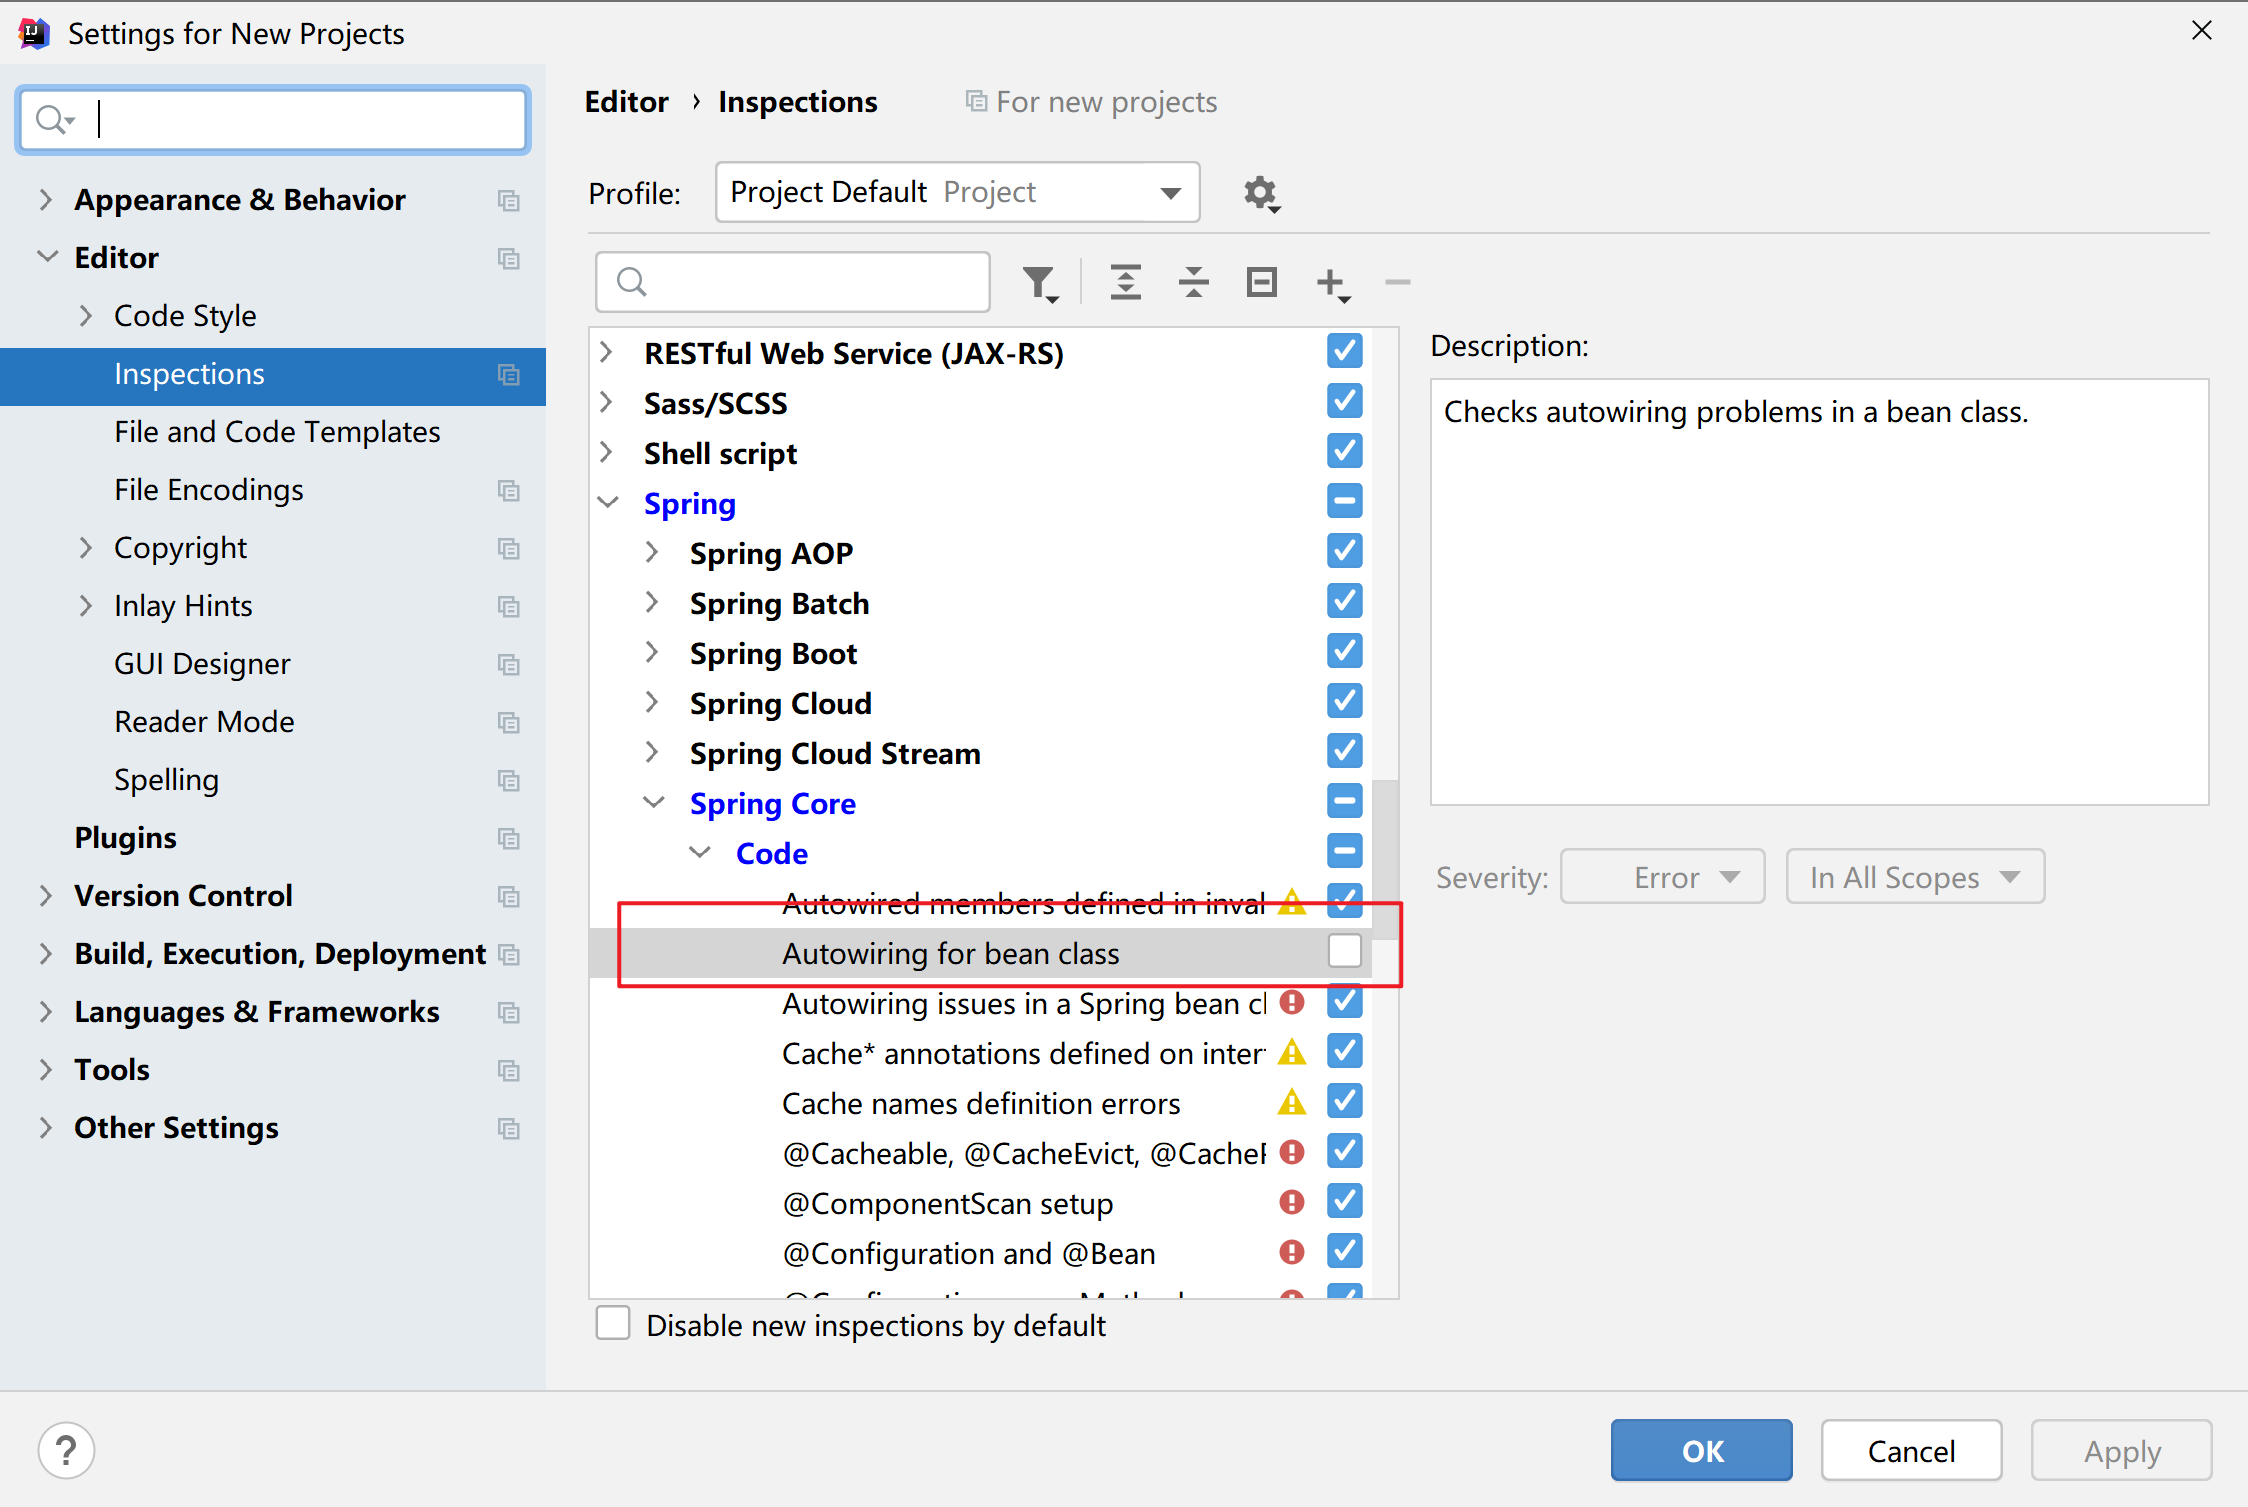 Settings for New Projects
Appearance & Behavior
Editor
Code Style
Inspections
File and Code Templates
File Encodings
Copyright
Inlay Hints
GUI Designer
Reader Mode
Spelling
Plugins
Version Control
Build, Execution, Deployment
Languages & Frameworks
Tools
Other Settings
Editor › Inspections For new projects
Profile: Project Default Project
RESTful Web Service (JAX-RS)
Sass/SCSS
Shell script
Spring
Spring AOP
Spring Batch
Spring Boot
Spring Cloud
Spring Cloud Stream
Spring Core
Code
Autowired members defined in inval
Autowiring for bean class
Autowiring issues in a Spring bean cl
Cache* annotations defined on inter
Cache names definition errors
@Cacheable, @CacheEvict, @CacheP
@ComponentScan setup
@Configuration and @Bean
Disable new inspections by default
Description:
Checks autowiring problems in a bean class.
Severity: Error In All Scopes
?
OK Cancel Apply